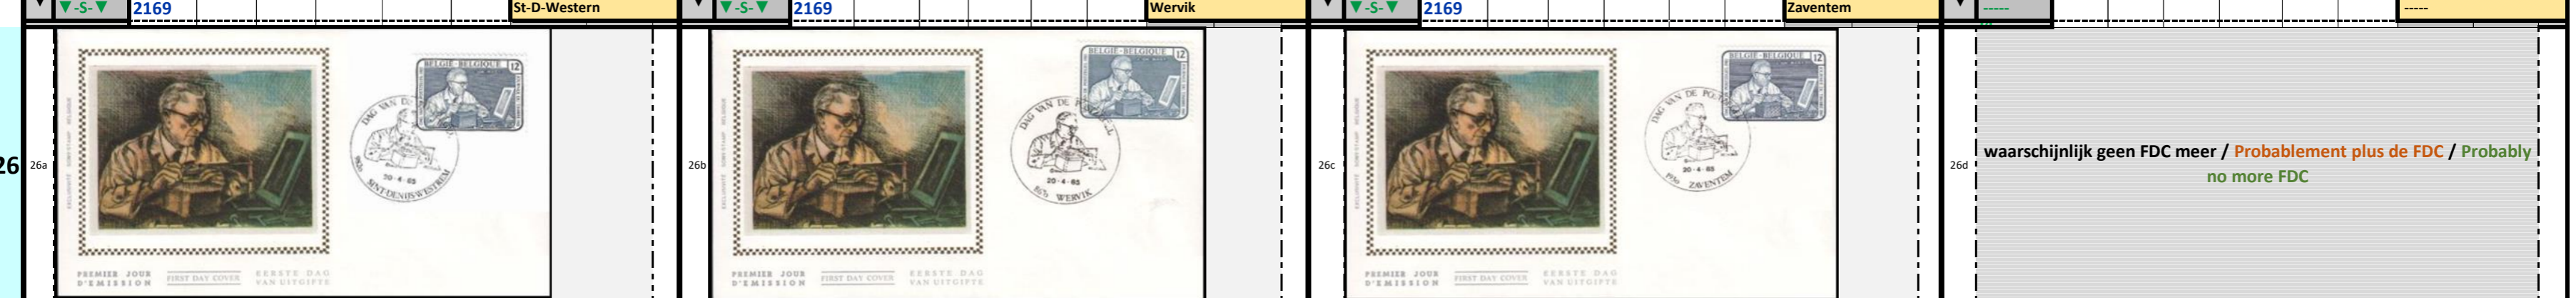 ▼ ▼-S-▼ 2169 St-D-Western
▼ ▼-S-▼ 2169 Wervik
▼ ▼-S-▼ 2169 Zaventem
▼ ----- -----
26
26a
BELGIE-BELGIQUE 12
DAG VAN DE
20-4-85
SINT-DENIJS-WESTREM
PREMIER JOUR
D'EMISSION
FIRST DAY COVER
EERSTE DAG
VAN UITGIFTE
26b
BELGIE-BELGIQUE 12
DAG VAN DE
20-4-85
WERVIK
PREMIER JOUR
D'EMISSION
FIRST DAY COVER
EERSTE DAG
VAN UITGIFTE
26c
BELGIE-BELGIQUE 12
DAG VAN DE
20-4-85
1930 ZAVENTEM
PREMIER JOUR
D'EMISSION
FIRST DAY COVER
EERSTE DAG
VAN UITGIFTE
26d
waarschijnlijk geen FDC meer / Probablement plus de FDC / Probably
no more FDC